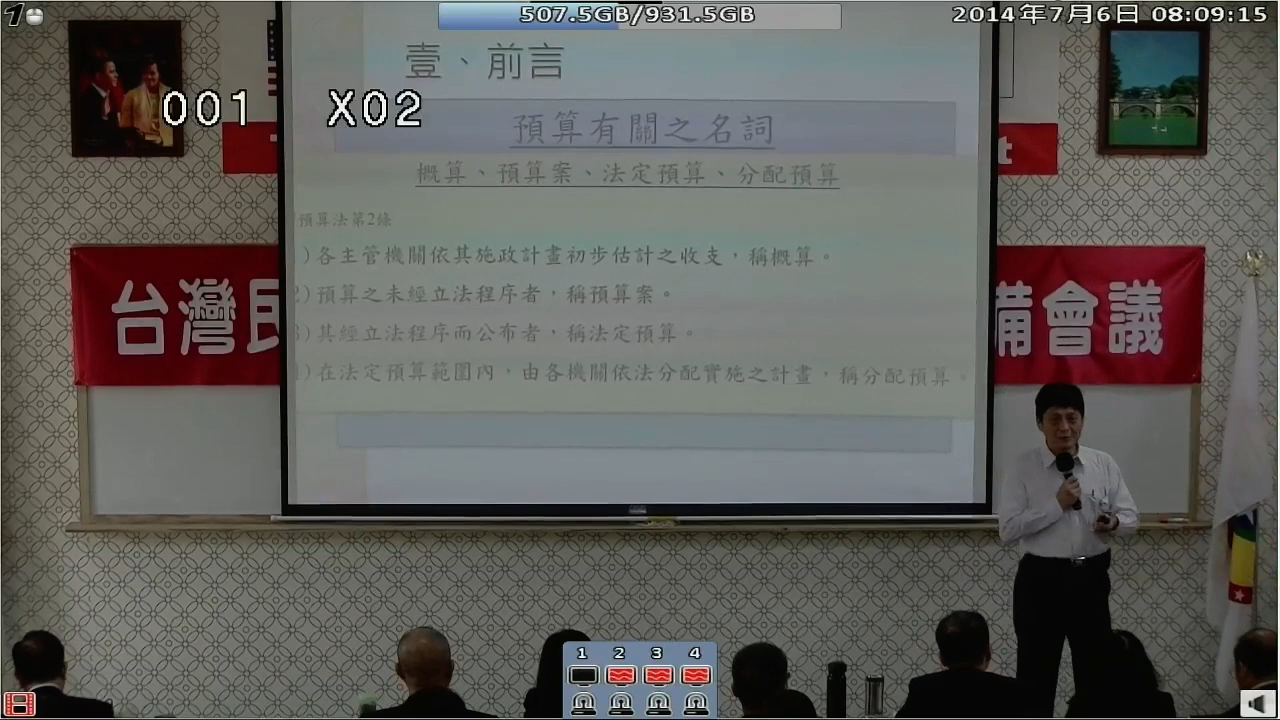 1
507.5GB/931.5GB
2014年7月6日 08:09:15
001 X02
壹、前言
預算有關之名詞
概算、預算案、法定預算、分配預算
預算法第2條
)各主管機關依其施政計畫初步估計之收支，稱概算。
2)預算之未經立法程序者，稱預算案。
3)其經立法程序而公布者，稱法定預算。
)在法定預算範圍內，由各機關依法分配實施之計畫，稱分配預算。
t
台灣民
備會議
1 2 3 4